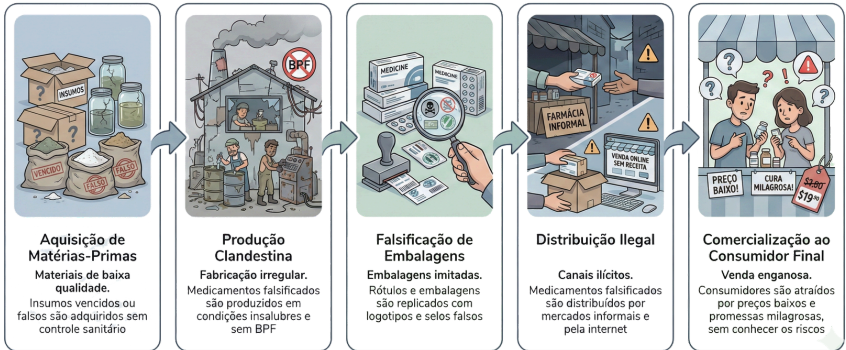 INSUMOS
VENCIDO
FALSO
FALSO
Aquisição de
Matérias-Primas
Materiais de baixa
qualidade.
Insumos vencidos ou
falsos são adquiridos sem
controle sanitário
BPF
Produção
Clandestina
Fabricação irregular.
Medicamentos falsificados
são produzidos em
condições insalubres e
sem BPF
MEDICINE
MEDICINE
Falsificação de
Embalagens
Embalagens imitadas.
Rótulos e embalagens
são replicados com
logotipos e selos falsos
FARMÁCIA
INFORMAL
VENDA ONLINE
SEM RECEITA
Distribuição Ilegal
Canais ilícitos.
Medicamentos falsificados
são distribuídos por
mercados informais e
pela internet
PREÇO
BAIXO!
CURA
MILAGROSA!
$19
Comercialização ao
Consumidor Final
Venda enganosa.
Consumidores são atraídos
por preços baixos e
promessas milagrosas,
sem conhecer os riscos